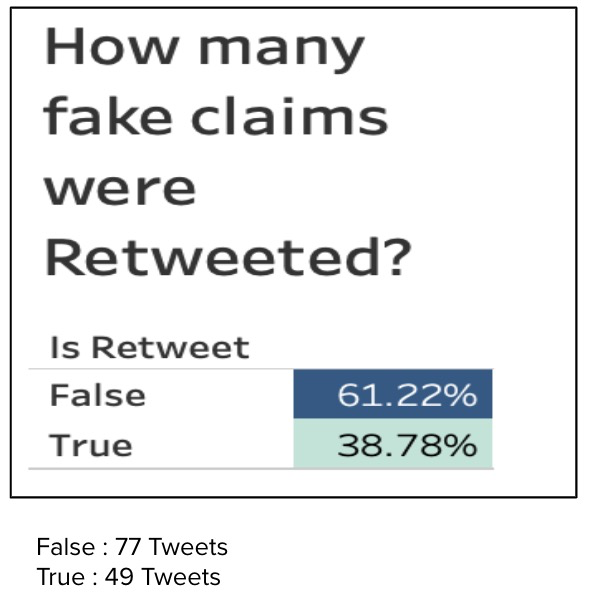 How many
fake claims
were
Retweeted?
Is Retweet
False 61.22%
True 38.78%
False : 77 Tweets
True : 49 Tweets